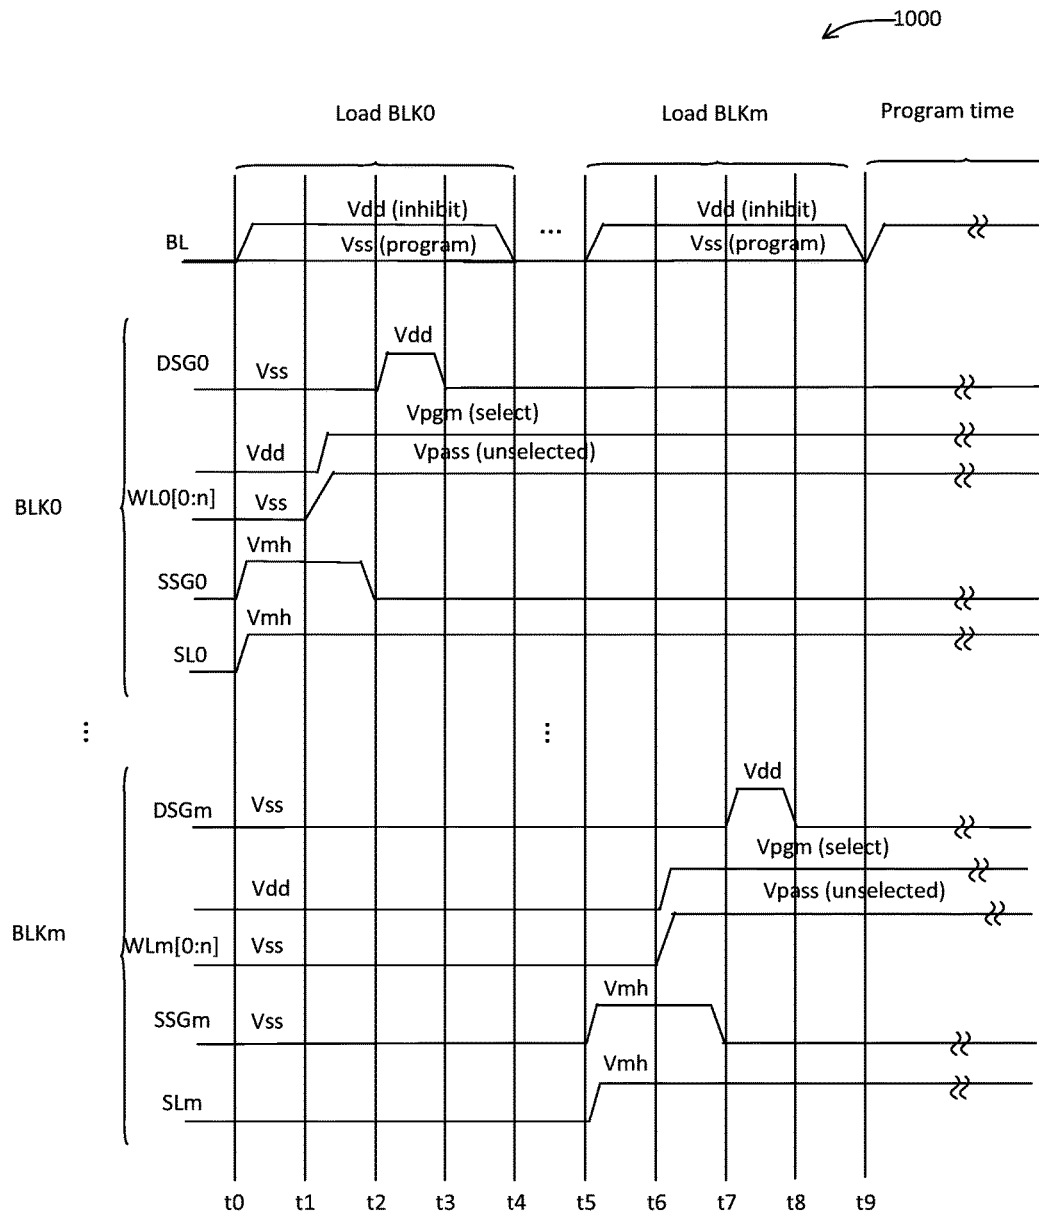 1000
Load BLK0 Load BLKm Program time
Vdd (inhibit) Vdd (inhibit)
BL Vss (program) ... Vss (program)
Vdd
DSG0 Vss
Vpgm (select)
Vdd Vpass (unselected)
BLK0 WL0[0:n] Vss
Vmh
SSG0
Vmh
SL0
... ...
Vdd
DSGm Vss
Vpgm (select)
Vdd Vpass (unselected)
BLKm WLm[0:n] Vss
Vmh
SSGm Vss
Vmh
SLm
t0 t1 t2 t3 t4 t5 t6 t7 t8 t9